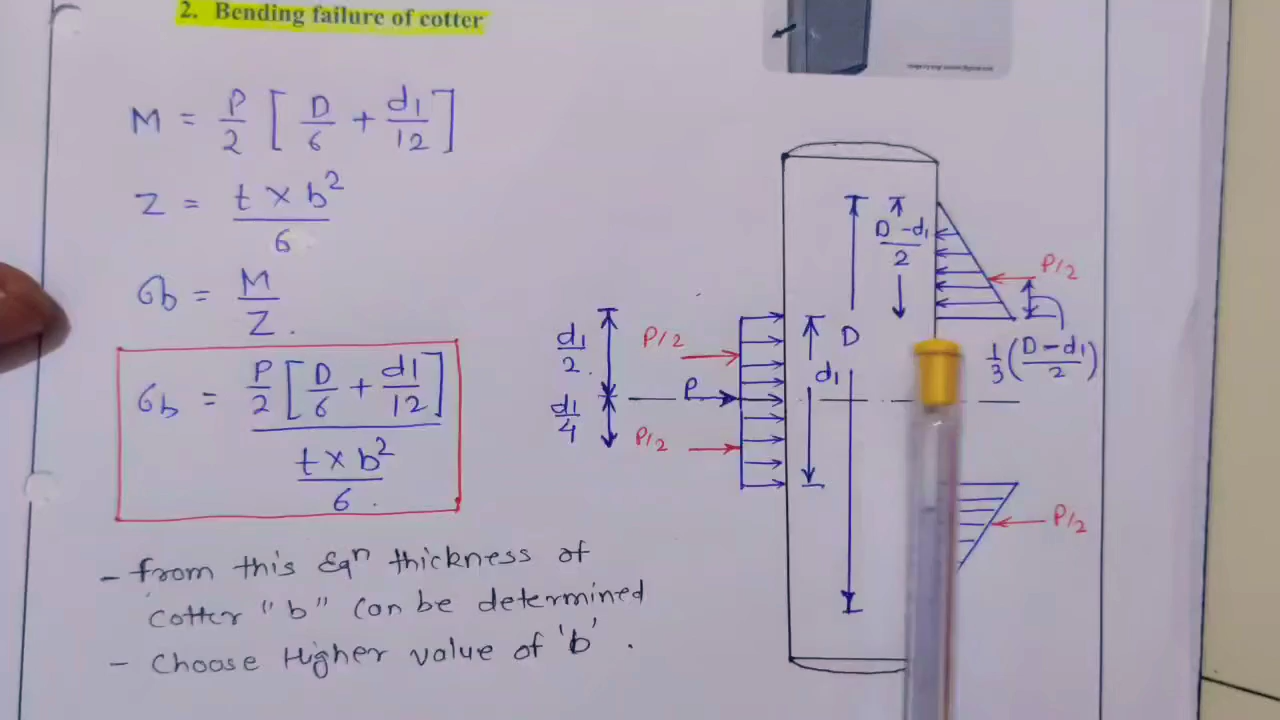 2. Bending failure of cotter
M = P/2 [ D/6 + d1/12 ]
Z = t × b²/6
σb = M/Z.
σb = P/2 [ D/6 + d1/12 ] / t × b²/6.
- From this Eqn thickness of
cotter "b" can be determined
- Choose Higher value of 'b'.
D-d1/2
P/2
d1/2.
P/2
D
1/3 (D-d1/2)
d1
P
d1/4
P/2
P/2